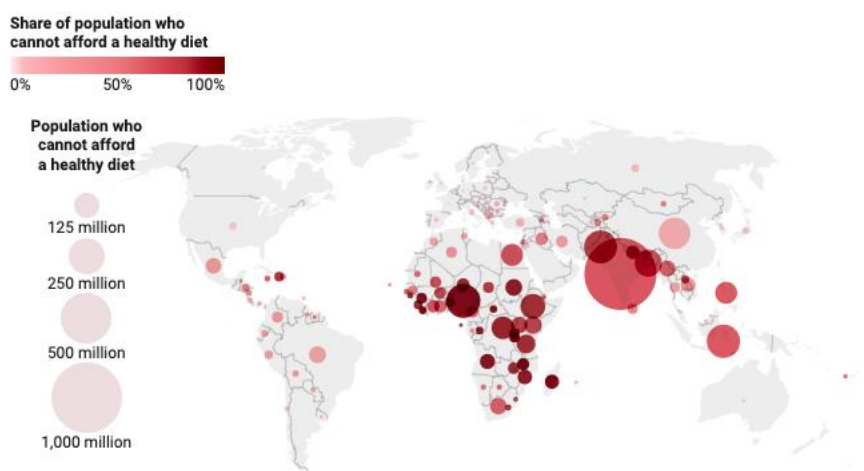 Share of population who
cannot afford a healthy diet
0% 50% 100%
Population who
cannot afford
a healthy diet
125 million
250 million
500 million
1,000 million